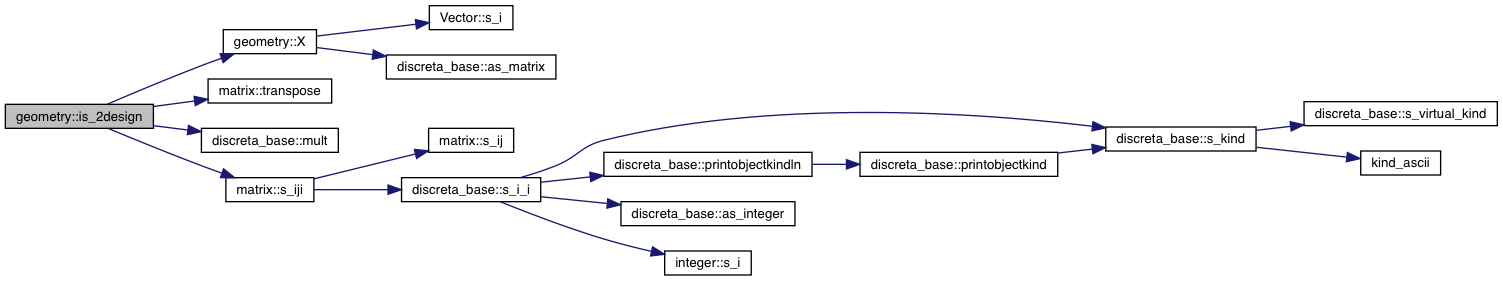 geometry::is_2design
geometry::X
Vector::s_i
discreta_base::as_matrix
matrix::transpose
discreta_base::mult
matrix::s_iji
matrix::s_ij
discreta_base::s_i_i
discreta_base::printobjectkindln
discreta_base::printobjectkind
discreta_base::s_kind
discreta_base::s_virtual_kind
kind_ascii
discreta_base::as_integer
integer::s_i